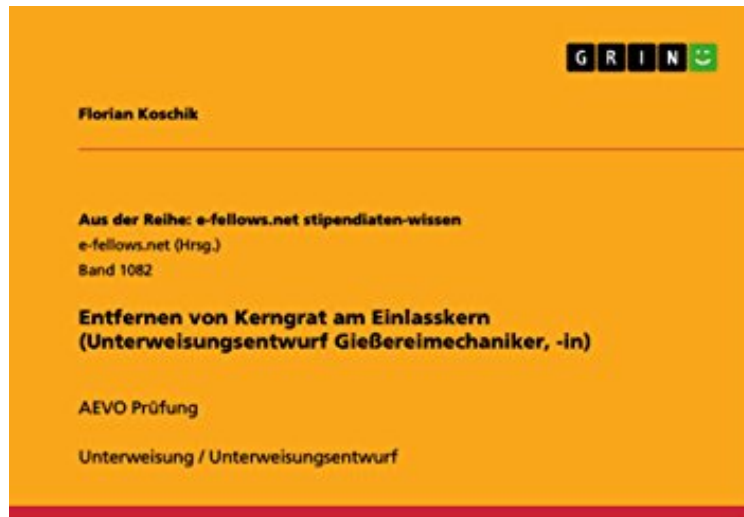 GRIN
Florian Koschik
Aus der Reihe: e-fellows.net stipendiaten-wissen
e-fellows.net (Hrsg.)
Band 1082
Entfernen von Kerngrat am Einlasskern
(Unterweisungsentwurf Gießereimechaniker, -in)
AEVO Prüfung
Unterweisung / Unterweisungsentwurf